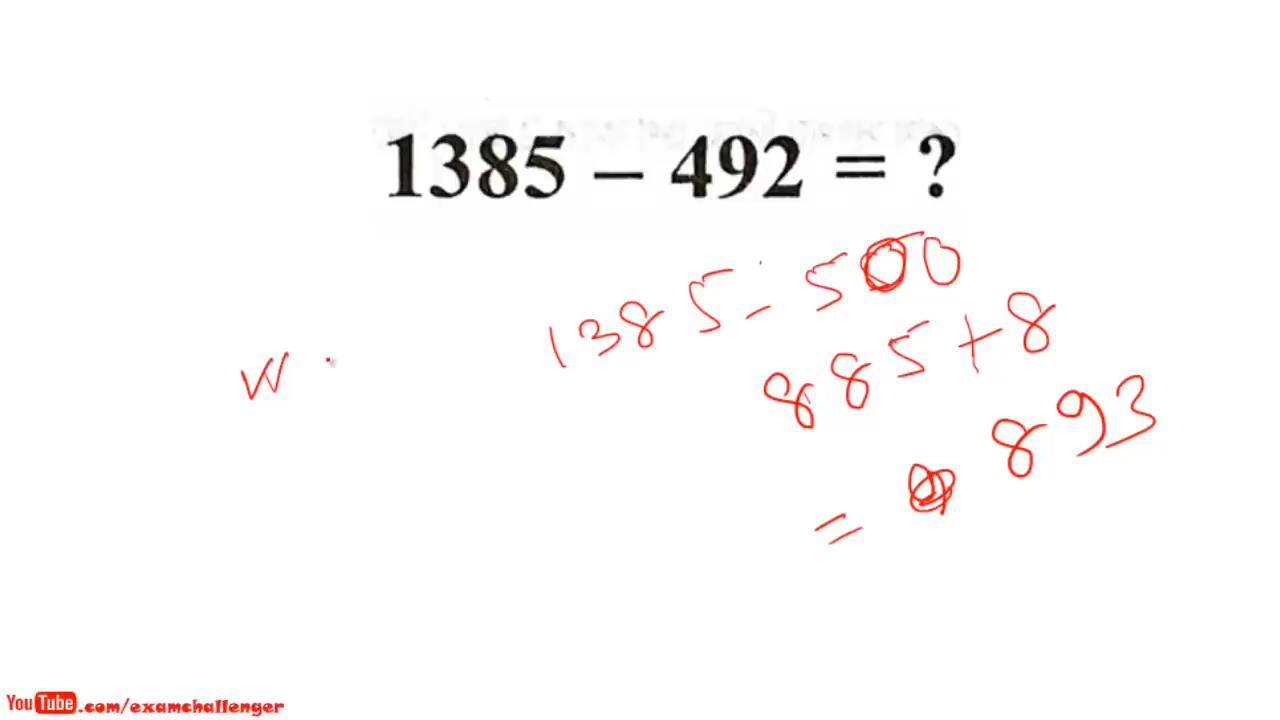 1385 – 492 = ?
1385 - 500
885 + 8
= 893
W
YouTube.com/examchallenger